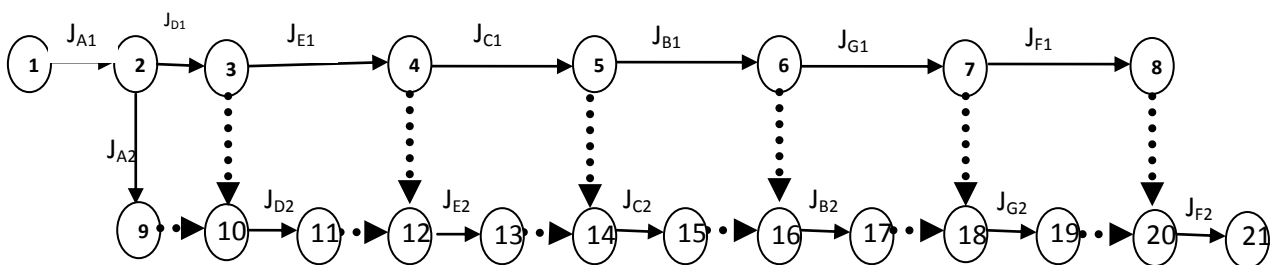 J_A1 J_D1 J_E1 J_C1 J_B1 J_G1 J_F1
1 2 3 4 5 6 7 8
J_A2
J_D2 J_E2 J_C2 J_B2 J_G2 J_F2
9 10 11 12 13 14 15 16 17 18 19 20 21